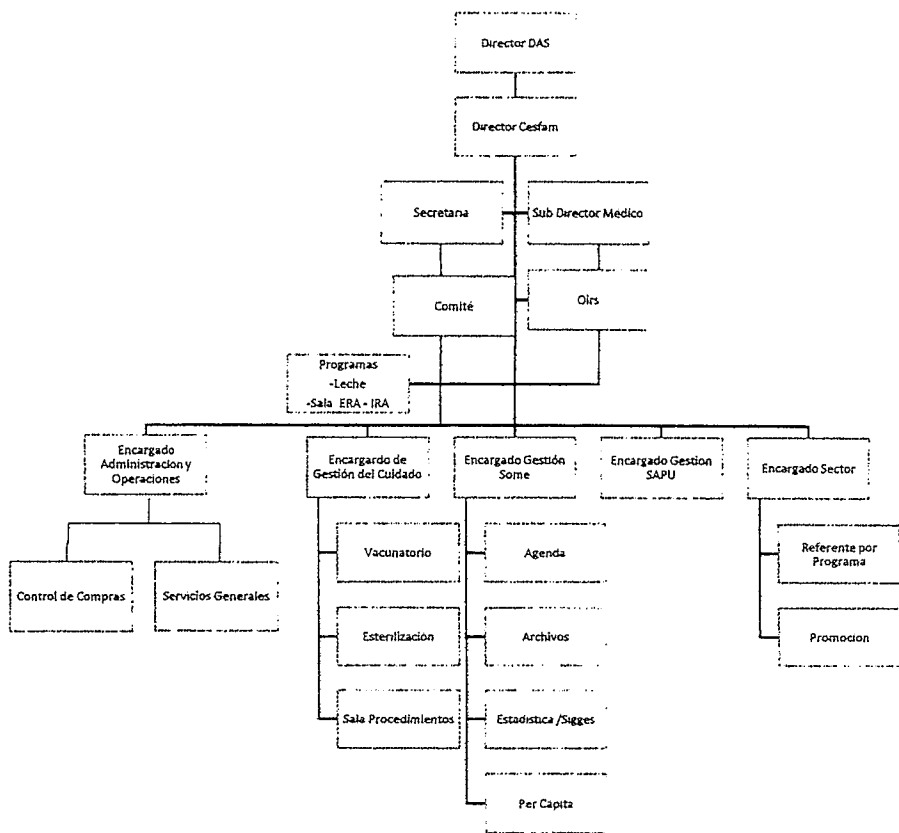 Director DAS
Director Cesfam
Secretaria
Sub Director Medico
Comité
Oirs
Programas
-Leche
-Sala ERA - IRA
Encargado
Administracion y
Operaciones
Encargardo de
Gestión del Cuidado
Encargado Gestión
Some
Encargado Gestion
SAPU
Encargado Sector
Control de Compras
Servicios Generales
Vacunatorio
Esterilización
Sala Procedimientos
Agenda
Archivos
Estadistica /Sigges
Per Capita
Referente por
Programa
Promocion